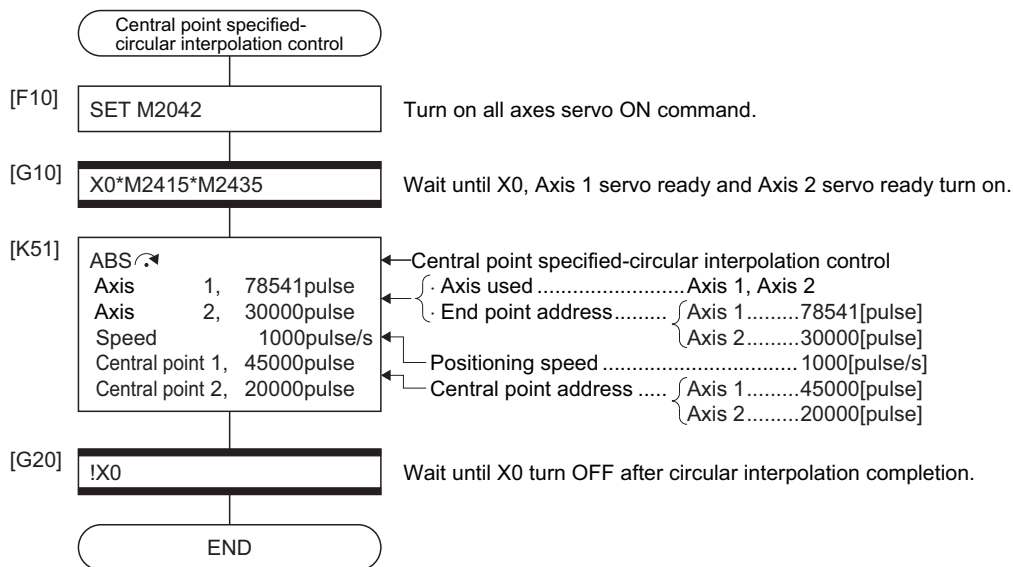 Central point specified-
circular interpolation control
[F10]
SET M2042
Turn on all axes servo ON command.
[G10]
X0*M2415*M2435
Wait until X0, Axis 1 servo ready and Axis 2 servo ready turn on.
[K51]
ABS
Axis 1, 78541pulse
Axis 2, 30000pulse
Speed 1000pulse/s
Central point 1, 45000pulse
Central point 2, 20000pulse
Central point specified-circular interpolation control
· Axis used .......................Axis 1, Axis 2
· End point address......... Axis 1.........78541[pulse]
Axis 2.........30000[pulse]
Positioning speed ................................. 1000[pulse/s]
Central point address ..... Axis 1.........45000[pulse]
Axis 2.........20000[pulse]
[G20]
!X0
Wait until X0 turn OFF after circular interpolation completion.
END